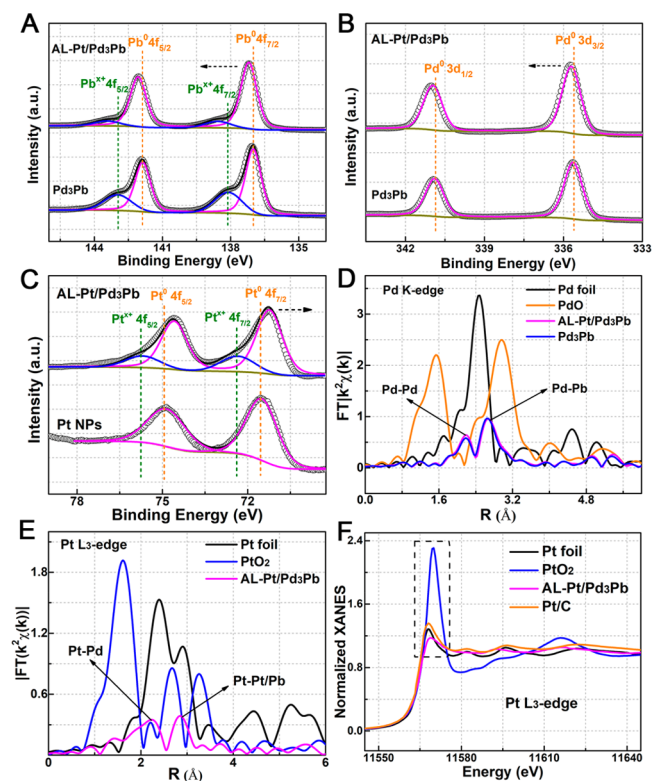 A
AL-Pt/Pd3Pb
Pb⁰ 4f5/2
Pb⁰ 4f7/2
Pbˣ⁺ 4f5/2
Pbˣ⁺ 4f7/2
Pd3Pb
Intensity (a.u.)
144 141 138 135
Binding Energy (eV)
B
AL-Pt/Pd3Pb
Pd⁰ 3d1/2
Pd⁰ 3d3/2
Pd3Pb
Intensity (a.u.)
342 339 336 333
Binding Energy (eV)
C
AL-Pt/Pd3Pb
Pt⁰ 4f5/2
Pt⁰ 4f7/2
Ptˣ⁺ 4f5/2
Ptˣ⁺ 4f7/2
Pt NPs
Intensity (a.u.)
78 75 72
Binding Energy (eV)
D
Pd K-edge
Pd foil
PdO
AL-Pt/Pd3Pb
Pd3Pb
Pd-Pd
Pd-Pb
FT|k²χ(k)|
4
3
2
1
0
0.0 1.6 3.2 4.8
R (Å)
E
Pt L3-edge
Pt foil
PtO2
AL-Pt/Pd3Pb
Pt-Pd
Pt-Pt/Pb
|FT(k²χ(k))|
1.8
1.2
0.6
0 2 4 6
R (Å)
F
Pt foil
PtO2
AL-Pt/Pd3Pb
Pt/C
Pt L3-edge
Normalized XANES
2.4
1.6
0.8
0.0
11550 11580 11610 11640
Energy (eV)